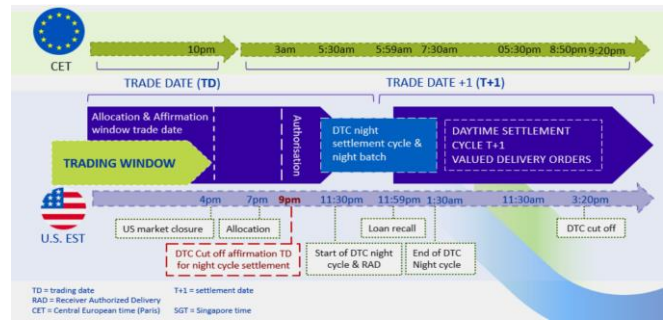 10pm 3am 5:30am 5:59am 7:30am 05:30pm 8:50pm 9:20pm
CET
TRADE DATE (TD) TRADE DATE +1 (T+1)
Allocation & Affirmation
window trade date
TRADING WINDOW
Authorisation
DTC night
settlement cycle &
night batch
DAYTIME SETTLEMENT
CYCLE T+1
VALUED DELIVERY ORDERS
U.S. EST
4pm 7pm 9pm 11:30pm 11:59pm 1:30am 11:30am 3:20pm
US market closure
Allocation
Loan recall
DTC cut off
DTC Cut off affirmation TD
for night cycle settlement
Start of DTC night
cycle & RAD
End of DTC
Night cycle
TD = trading date T+1 = settlement date
RAD = Receiver Authorized Delivery
CET = Central European time (Paris) SGT = Singapore time